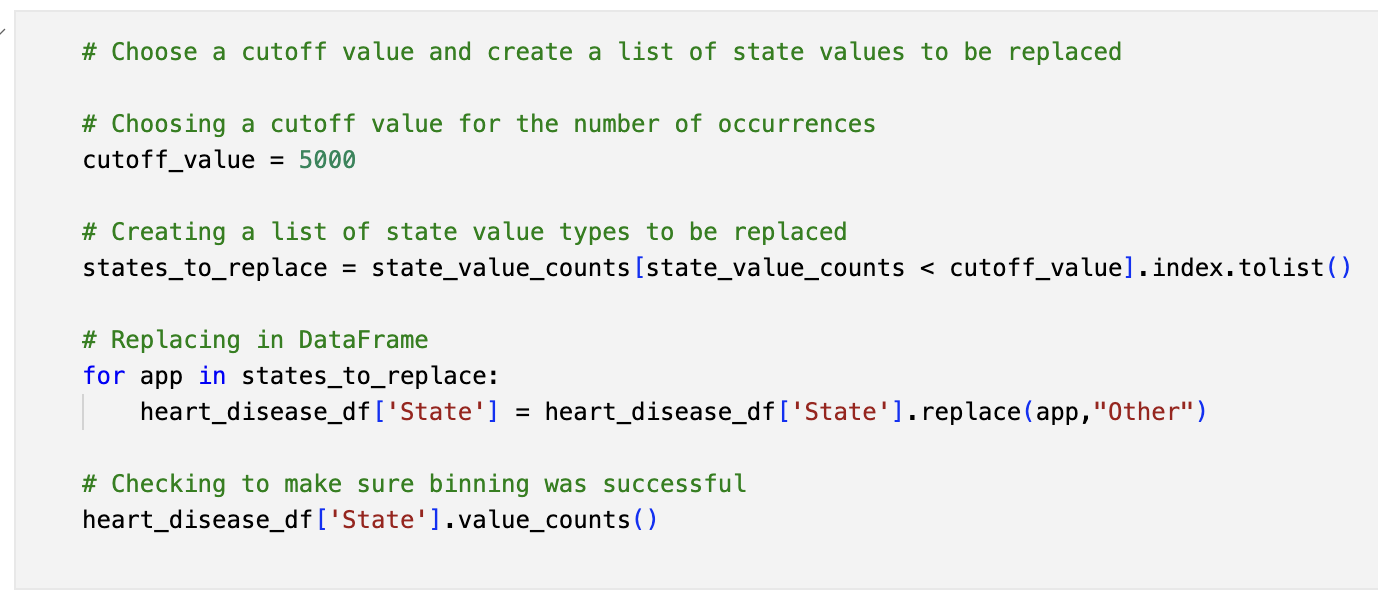 # Choose a cutoff value and create a list of state values to be replaced
# Choosing a cutoff value for the number of occurrences
cutoff_value = 5000
# Creating a list of state value types to be replaced
states_to_replace = state_value_counts[state_value_counts < cutoff_value].index.tolist()
# Replacing in DataFrame
for app in states_to_replace:
    heart_disease_df['State'] = heart_disease_df['State'].replace(app,"Other")
# Checking to make sure binning was successful
heart_disease_df['State'].value_counts()